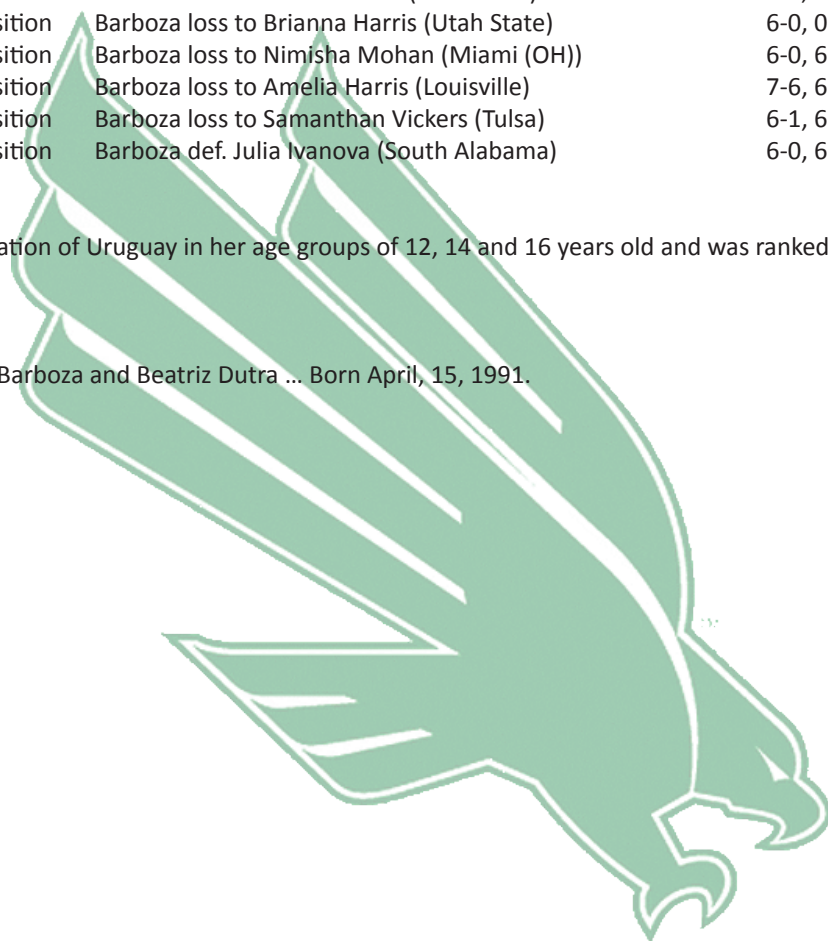 sition Barboza loss to Brianna Harris (Utah State) 6-0, 0
sition Barboza loss to Nimisha Mohan (Miami (OH)) 6-0, 6
sition Barboza loss to Amelia Harris (Louisville) 7-6, 6
sition Barboza loss to Samanthan Vickers (Tulsa) 6-1, 6
sition Barboza def. Julia Ivanova (South Alabama) 6-0, 6
ation of Uruguay in her age groups of 12, 14 and 16 years old and was ranked
Barboza and Beatriz Dutra ... Born April, 15, 1991.